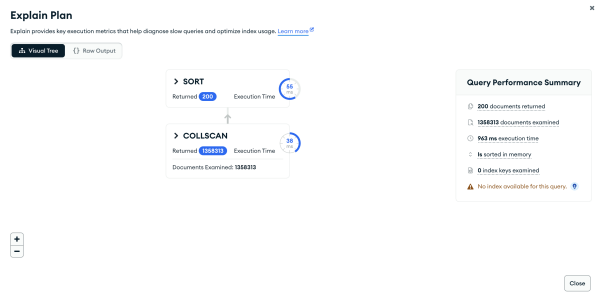 Explain Plan
Explain provides key execution metrics that help diagnose slow queries and optimize index usage. Learn more
Visual Tree
{} Raw Output
SORT
Returned 200 Execution Time 55 ms
COLLSCAN
Returned 1358313 Execution Time 38 ms
Documents Examined: 1358313
Query Performance Summary
200 documents returned
1358313 documents examined
963 ms execution time
Is sorted in memory
0 index keys examined
No index available for this query.
+
−
Close